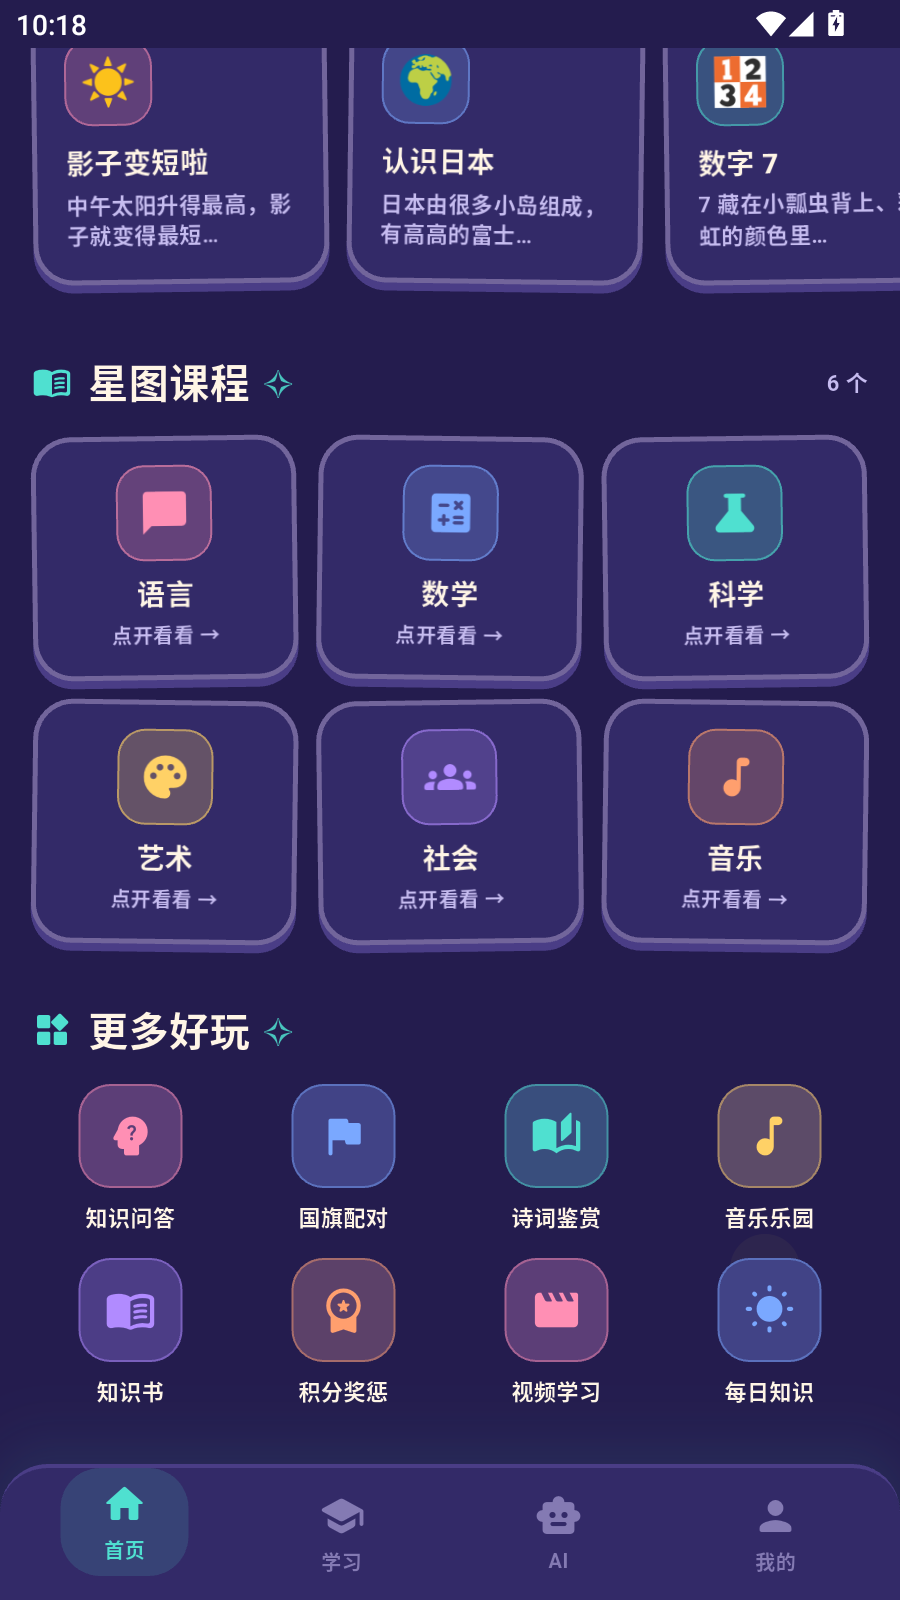 10:18
影子变短啦
中午太阳升得最高，影
子就变得最短...
认识日本
日本由很多小岛组成，
有高高的富士...
1 2
3 4
数字 7
7 藏在小瓢虫背上、
虹的颜色里...
星图课程
6 个
语言
点开看看 →
数学
点开看看 →
科学
点开看看 →
艺术
点开看看 →
社会
点开看看 →
音乐
点开看看 →
更多好玩
知识问答
国旗配对
诗词鉴赏
音乐乐园
知识书
积分奖惩
视频学习
每日知识
首页
学习
AI
我的